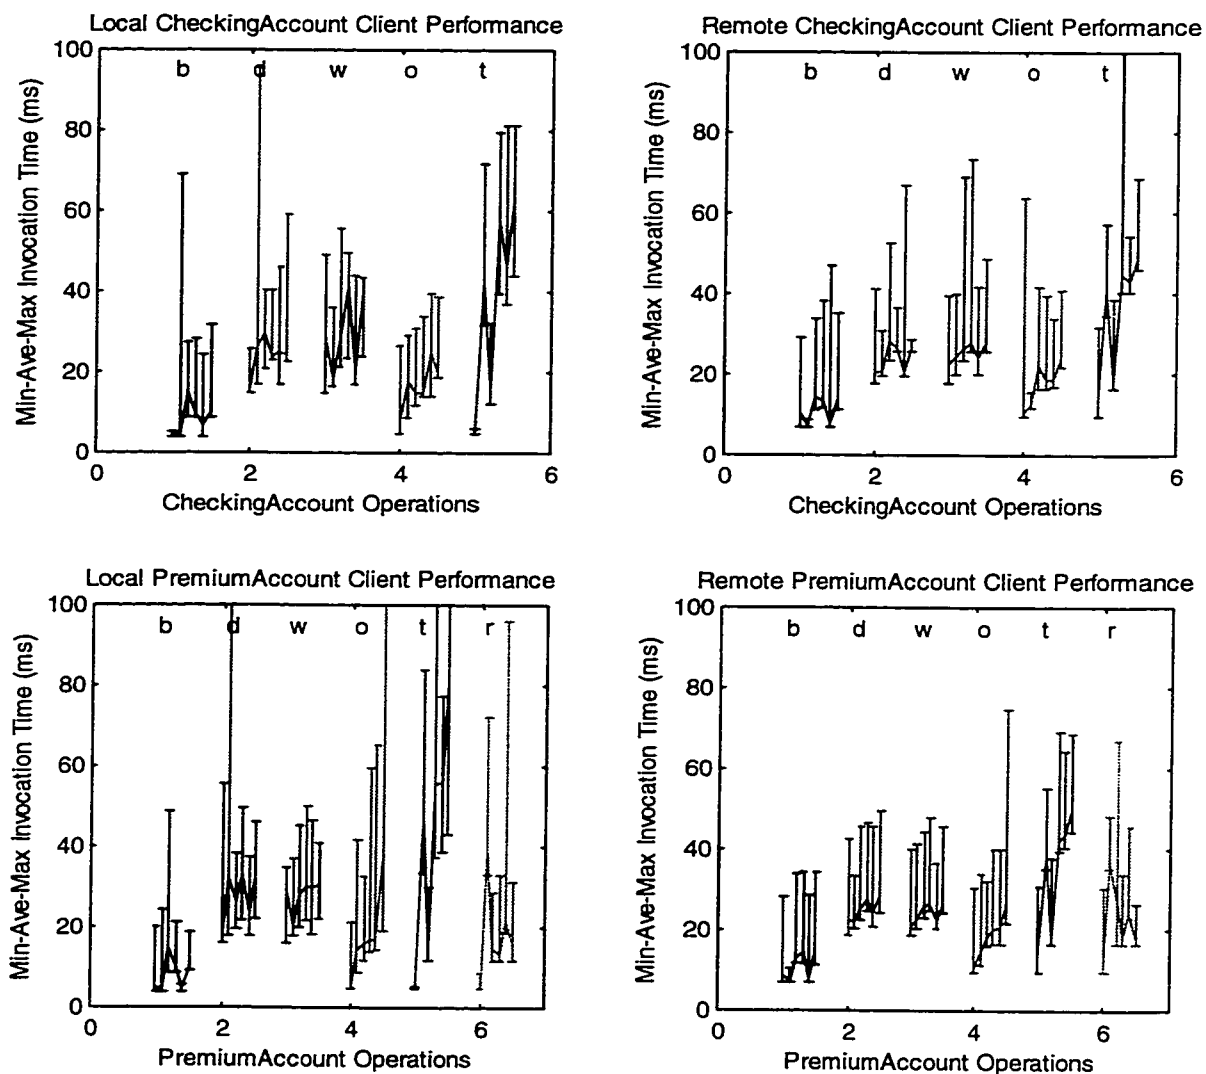 Local CheckingAccount Client Performance
Min-Ave-Max Invocation Time (ms)
100
80
60
40
20
0
b d w o t
0 2 4 6
CheckingAccount Operations
Remote CheckingAccount Client Performance
Min-Ave-Max Invocation Time (ms)
100
80
60
40
20
0
b d w o t
0 2 4 6
CheckingAccount Operations
Local PremiumAccount Client Performance
Min-Ave-Max Invocation Time (ms)
100
80
60
40
20
0
b d w o t r
0 2 4 6
PremiumAccount Operations
Remote PremiumAccount Client Performance
Min-Ave-Max Invocation Time (ms)
100
80
60
40
20
0
b d w o t r
0 2 4 6
PremiumAccount Operations